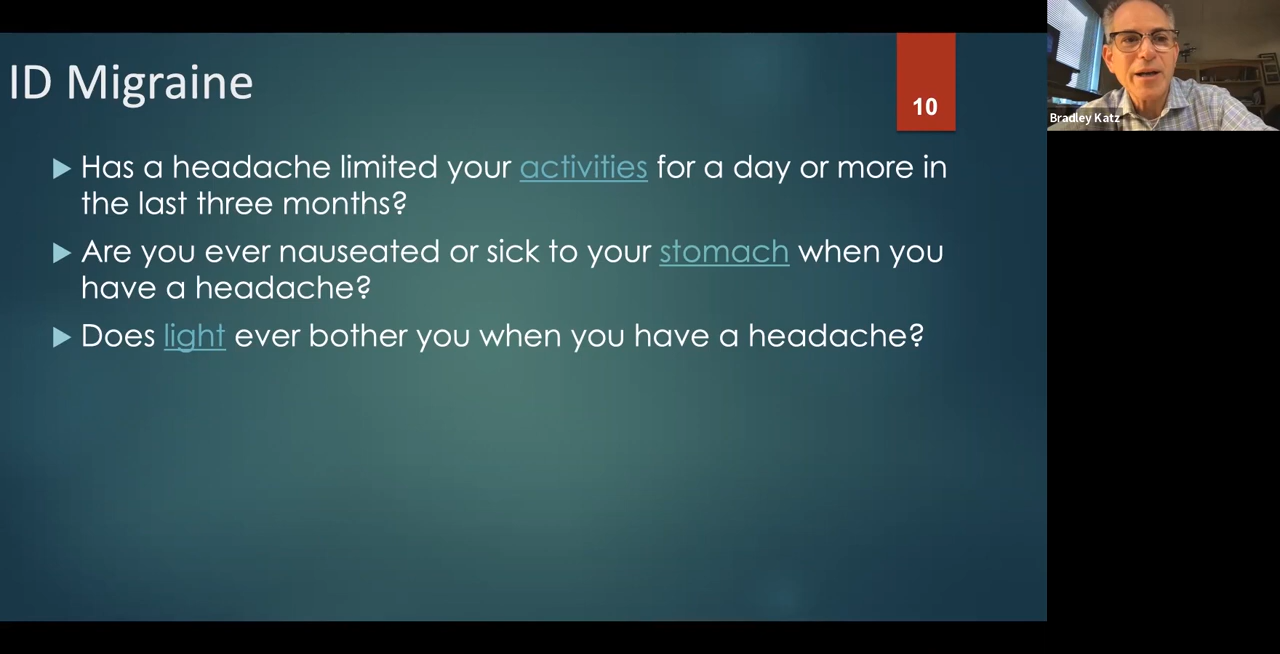 ID Migraine
10
Bradley Katz
Has a headache limited your activities for a day or more in
the last three months?
Are you ever nauseated or sick to your stomach when you
have a headache?
Does light ever bother you when you have a headache?